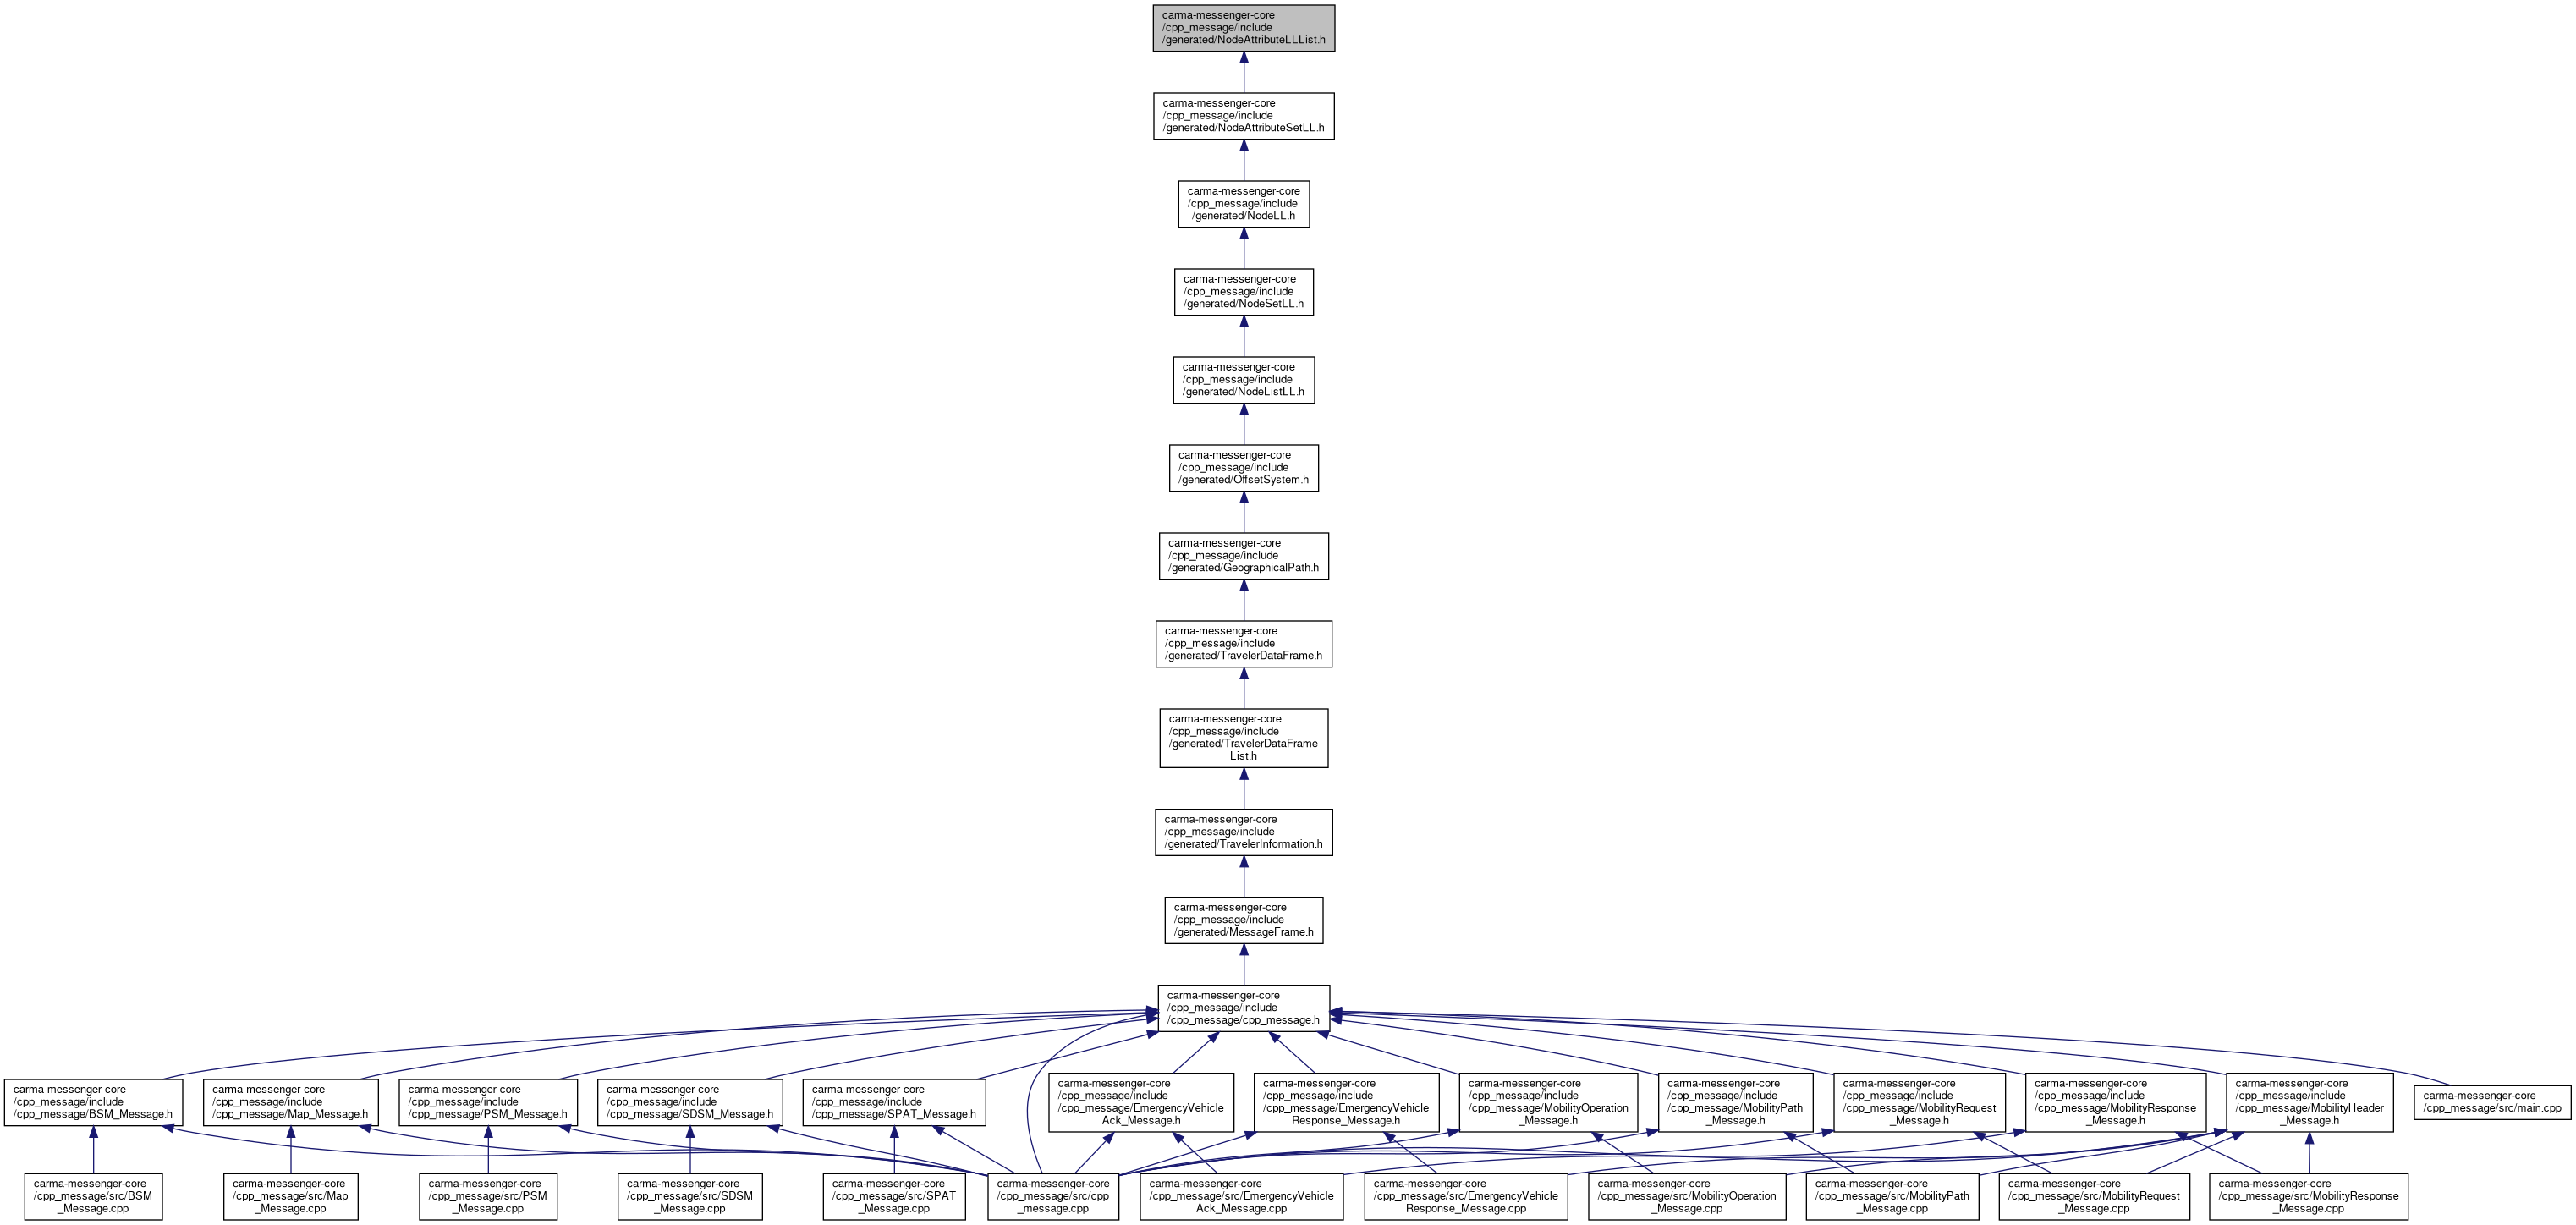 carma-messenger-core
/cpp_message/include
/generated/NodeAttributeLLList.h
carma-messenger-core
/cpp_message/include
/generated/NodeAttributeSetLL.h
carma-messenger-core
/cpp_message/include
/generated/NodeLL.h
carma-messenger-core
/cpp_message/include
/generated/NodeSetLL.h
carma-messenger-core
/cpp_message/include
/generated/NodeListLL.h
carma-messenger-core
/cpp_message/include
/generated/OffsetSystem.h
carma-messenger-core
/cpp_message/include
/generated/GeographicalPath.h
carma-messenger-core
/cpp_message/include
/generated/TravelerDataFrame.h
carma-messenger-core
/cpp_message/include
/generated/TravelerDataFrame
List.h
carma-messenger-core
/cpp_message/include
/generated/TravelerInformation.h
carma-messenger-core
/cpp_message/include
/generated/MessageFrame.h
carma-messenger-core
/cpp_message/include
/cpp_message/cpp_message.h
carma-messenger-core
/cpp_message/include
/cpp_message/BSM_Message.h
carma-messenger-core
/cpp_message/include
/cpp_message/Map_Message.h
carma-messenger-core
/cpp_message/include
/cpp_message/PSM_Message.h
carma-messenger-core
/cpp_message/include
/cpp_message/SDSM_Message.h
carma-messenger-core
/cpp_message/include
/cpp_message/SPAT_Message.h
carma-messenger-core
/cpp_message/include
/cpp_message/EmergencyVehicle
Ack_Message.h
carma-messenger-core
/cpp_message/include
/cpp_message/EmergencyVehicle
Response_Message.h
carma-messenger-core
/cpp_message/include
/cpp_message/MobilityOperation
_Message.h
carma-messenger-core
/cpp_message/include
/cpp_message/MobilityPath
_Message.h
carma-messenger-core
/cpp_message/include
/cpp_message/MobilityRequest
_Message.h
carma-messenger-core
/cpp_message/include
/cpp_message/MobilityResponse
_Message.h
carma-messenger-core
/cpp_message/include
/cpp_message/MobilityHeader
_Message.h
carma-messenger-core
/cpp_message/src/main.cpp
carma-messenger-core
/cpp_message/src/BSM
_Message.cpp
carma-messenger-core
/cpp_message/src/Map
_Message.cpp
carma-messenger-core
/cpp_message/src/PSM
_Message.cpp
carma-messenger-core
/cpp_message/src/SDSM
_Message.cpp
carma-messenger-core
/cpp_message/src/SPAT
_Message.cpp
carma-messenger-core
/cpp_message/src/cpp
_message.cpp
carma-messenger-core
/cpp_message/src/EmergencyVehicle
Ack_Message.cpp
carma-messenger-core
/cpp_message/src/EmergencyVehicle
Response_Message.cpp
carma-messenger-core
/cpp_message/src/MobilityOperation
_Message.cpp
carma-messenger-core
/cpp_message/src/MobilityPath
_Message.cpp
carma-messenger-core
/cpp_message/src/MobilityRequest
_Message.cpp
carma-messenger-core
/cpp_message/src/MobilityResponse
_Message.cpp